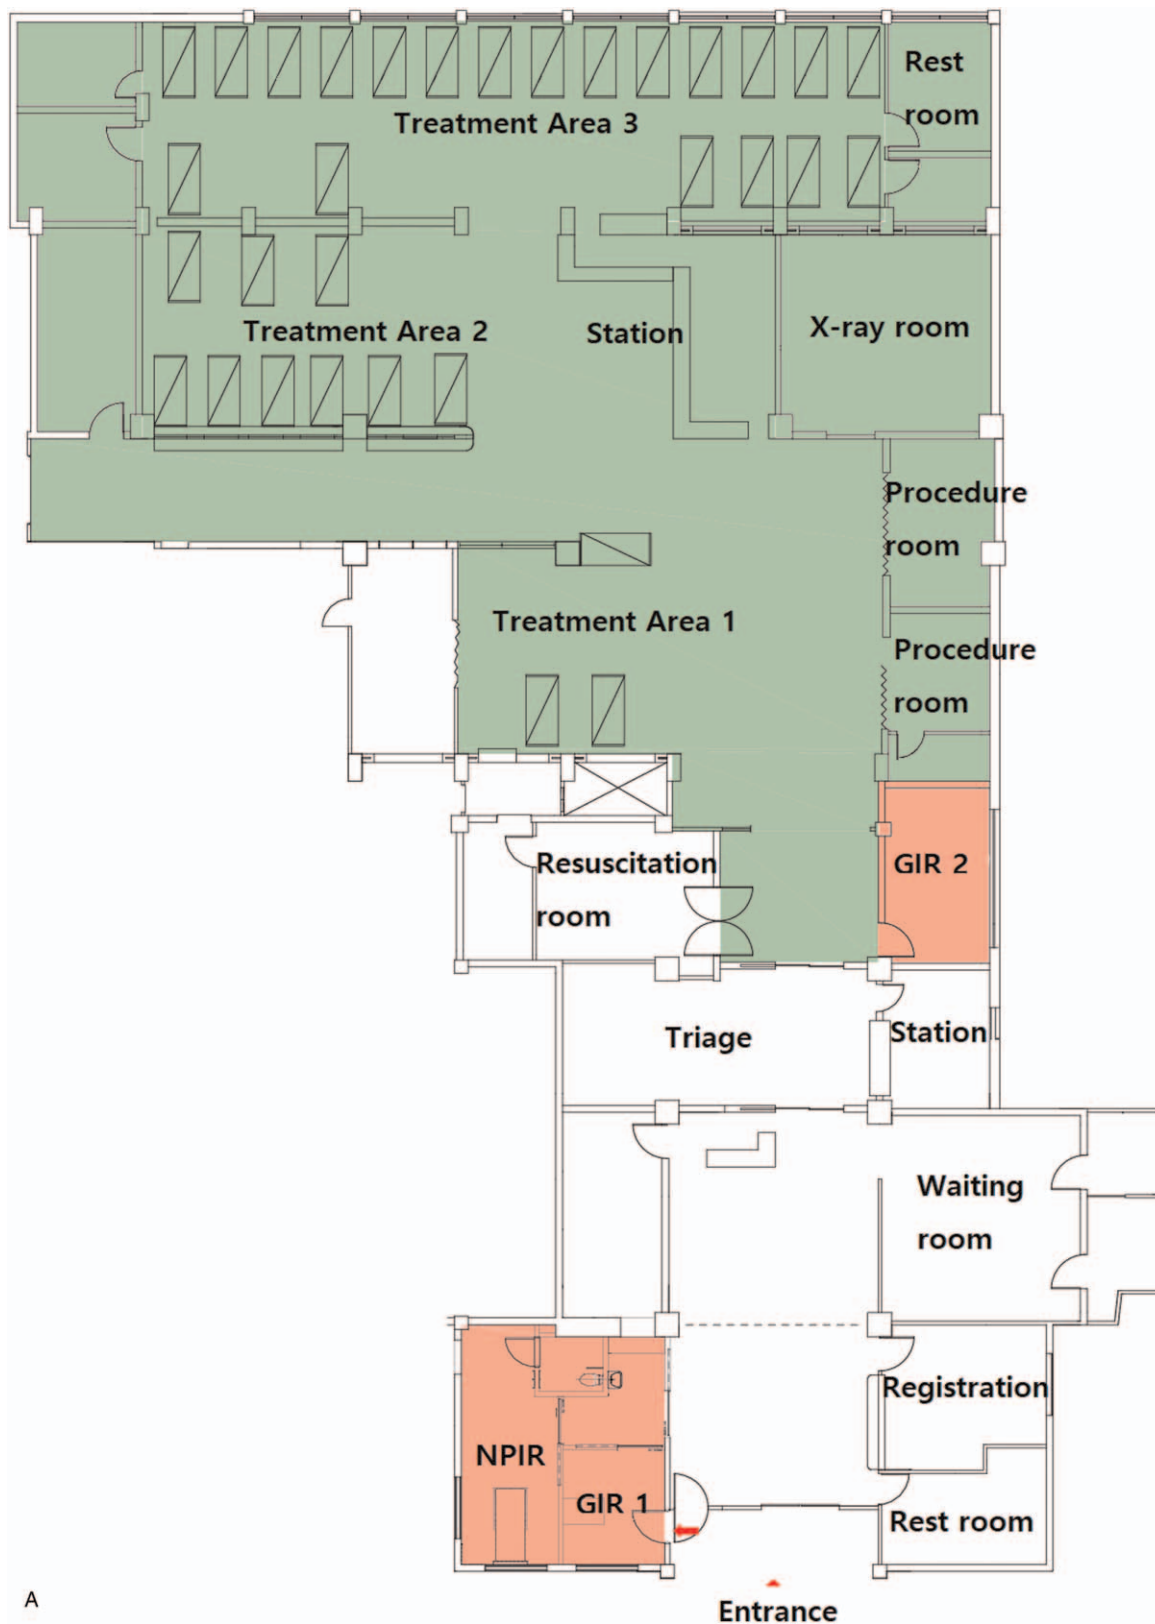 Rest
room
Treatment Area 3
Treatment Area 2
Station
X-ray room
Procedure
room
Treatment Area 1
Procedure
room
Resuscitation
room
GIR 2
Triage
Station
Waiting
room
Registration
NPIR
GIR 1
Rest room
A
Entrance